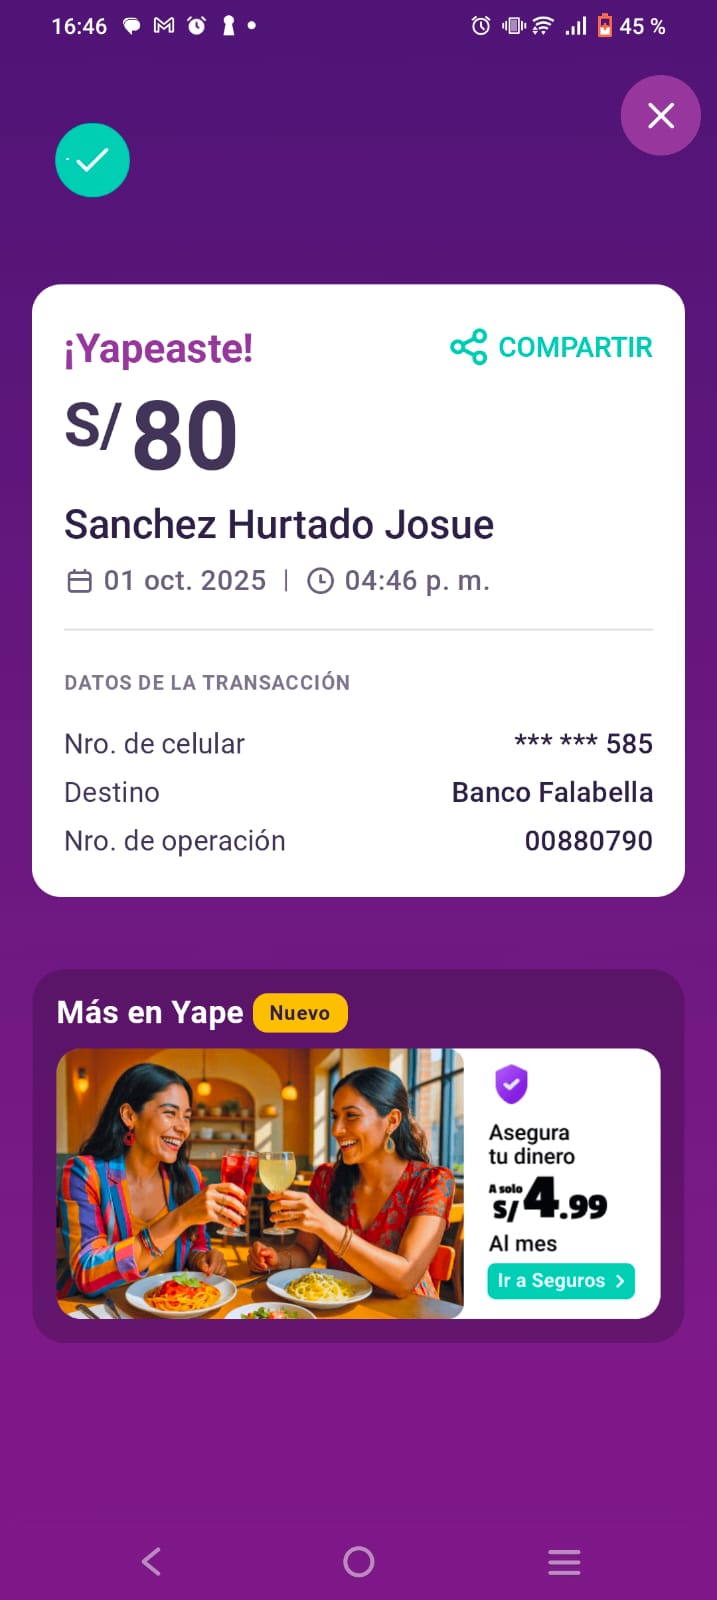 16:46
45 %
¡Yapeaste!
COMPARTIR
S/ 80
Sanchez Hurtado Josue
01 oct. 2025 | 04:46 p. m.
DATOS DE LA TRANSACCIÓN
Nro. de celular *** *** 585
Destino Banco Falabella
Nro. de operación 00880790
Más en Yape Nuevo
Asegura
tu dinero
A solo
S/ 4.99
Al mes
Ir a Seguros